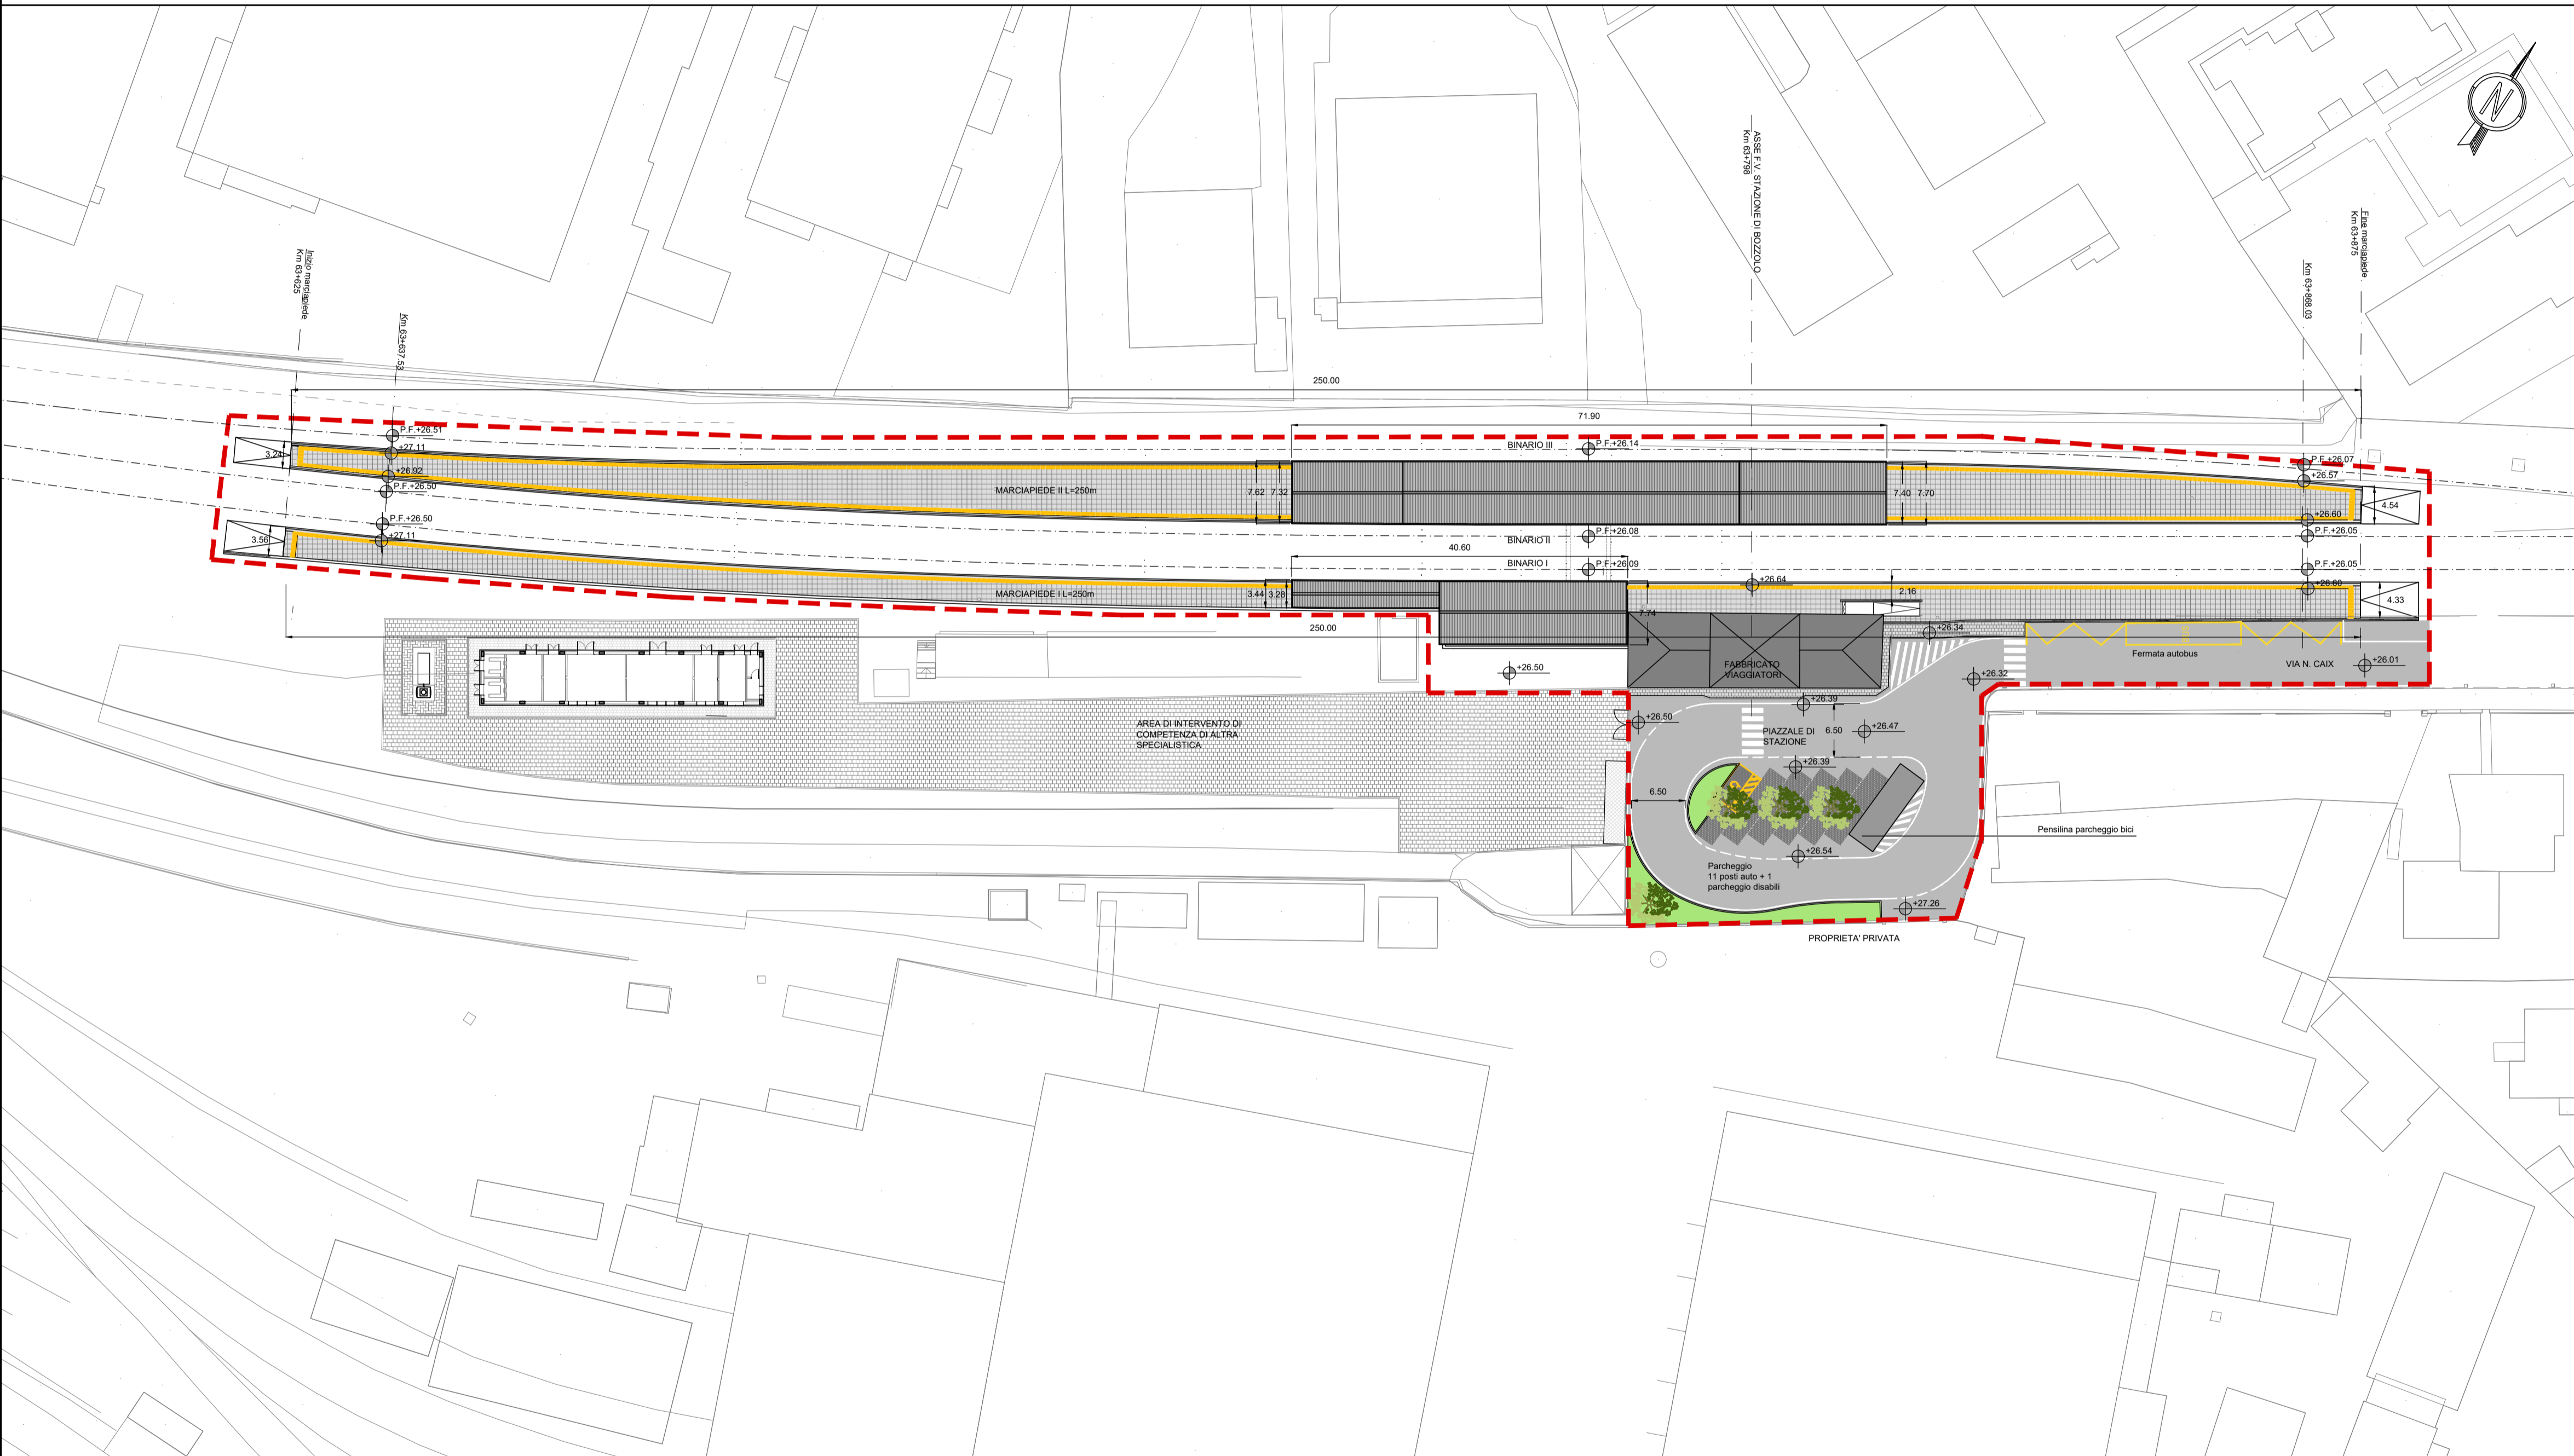 N
ASSE F.V. STAZIONE DI BOZZOLO
Km 63+798
Inizio marciapiede
Km 63+625
Km 63+637.53
Fine marciapiede
Km 63+875
Km 63+868.03
250.00
71.90
BINARIO III
P.F.+26.14
P.F.+26.51
+27.11
3.24
+26.92
P.F.+26.50
MARCIAPIEDE II L=250m
7.62
7.32
7.40
7.70
P.F.+26.07
+26.57
4.54
+26.60
P.F.+26.05
P.F.+26.50
+27.11
3.56
BINARIO II
P.F.+26.08
40.60
BINARIO I
P.F.+26.09
P.F.+26.05
+26.60
4.33
+26.64
2.16
MARCIAPIEDE I L=250m
3.44
3.28
7.74
250.00
+26.34
+26.50
FABBRICATO
VIAGGIATORI
Fermata autobus
VIA N. CAIX
+26.01
+26.32
+26.39
+26.50
AREA DI INTERVENTO DI
COMPETENZA DI ALTRA
SPECIALISTICA
PIAZZALE DI
STAZIONE
6.50
+26.47
+26.39
6.50
Pensilina parcheggio bici
+26.54
Parcheggio
11 posti auto + 1
parcheggio disabili
+27.26
PROPRIETA' PRIVATA